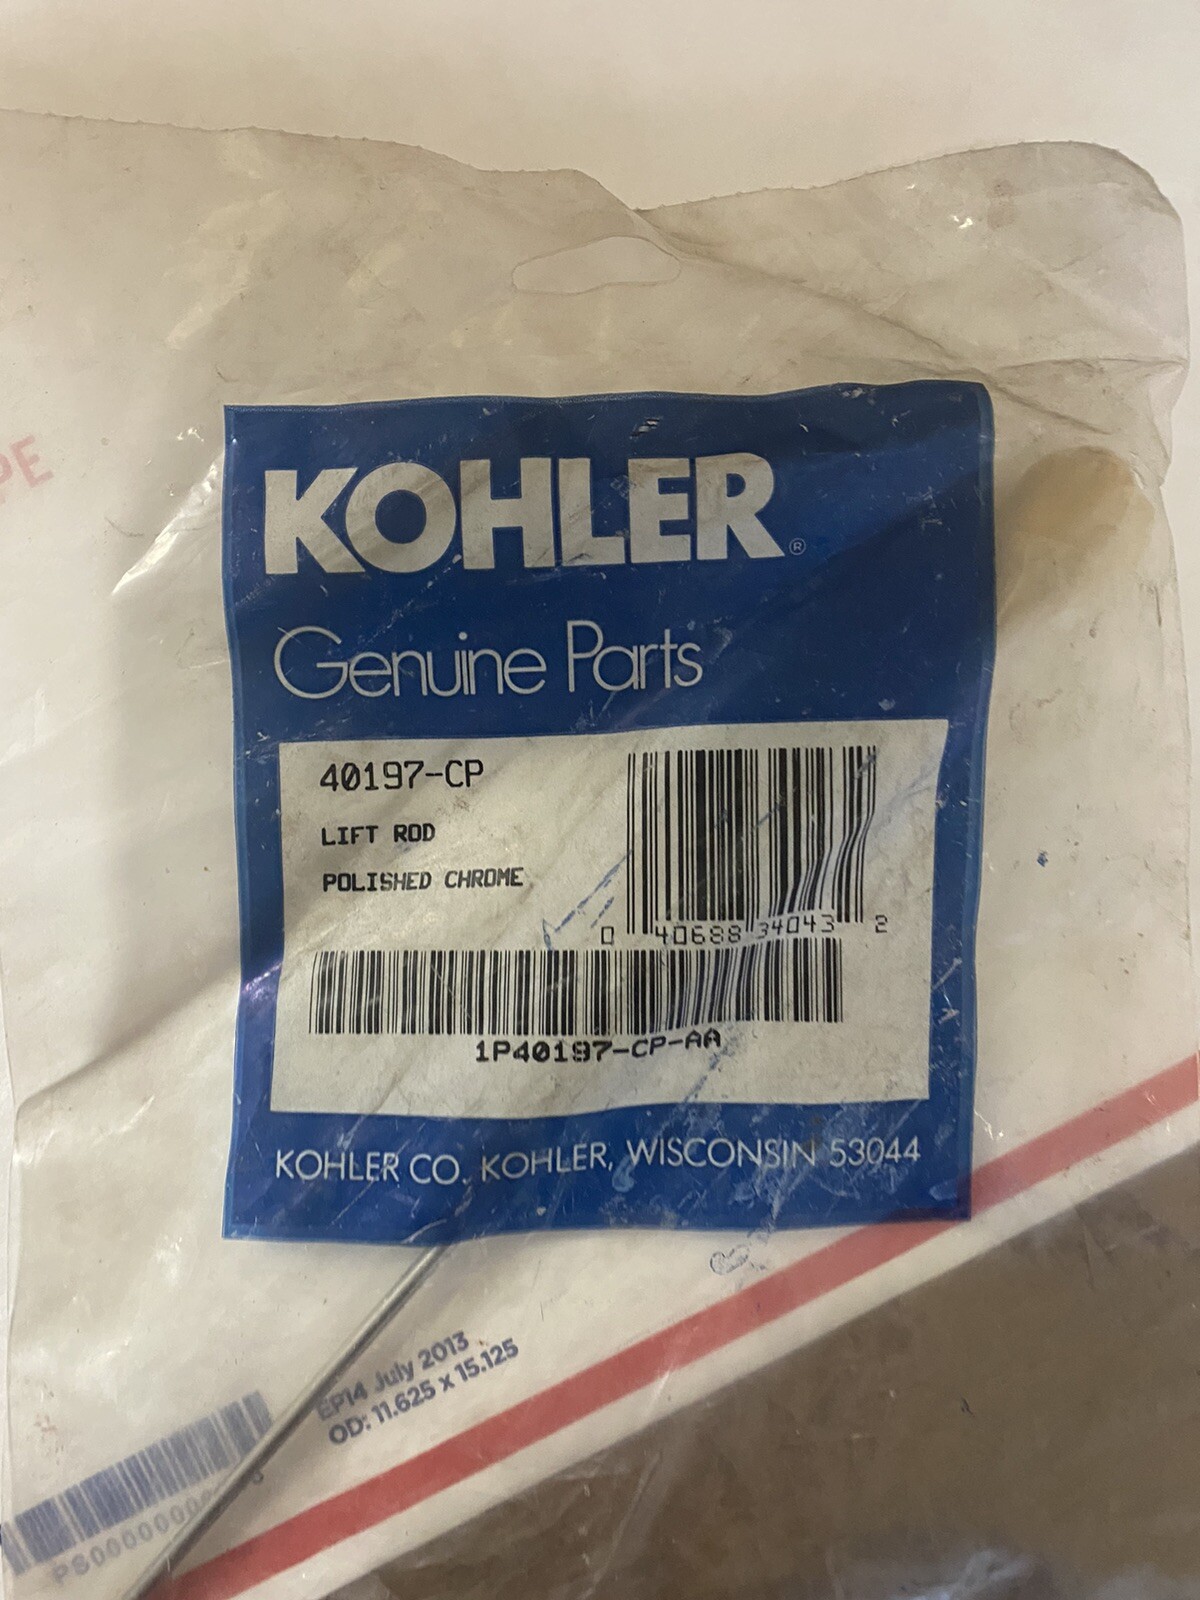 PE
KOHLER®
Genuine Parts
40197-CP
LIFT ROD
POLISHED CHROME
0 40688 34043 2
1P40197-CP-AA
KOHLER CO. KOHLER, WISCONSIN 53044
EP14 July 2013
OD: 11.625 x 15.125